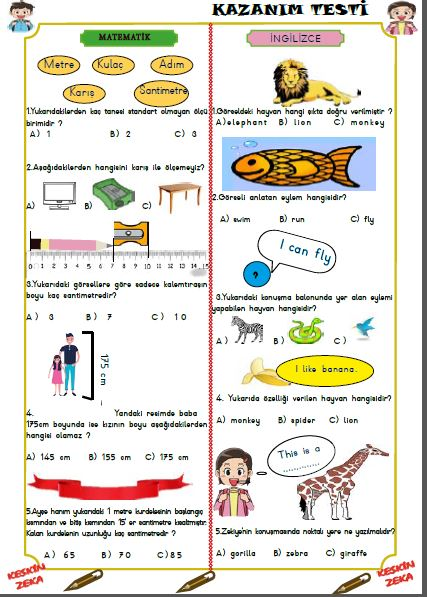 KAZANIM TESTİ
MATEMATİK
Metre
Kulaç
Adım
Karış
Santimetre
1.Yukarıdakilerden kaç tanesi standart olmayan ölçü
birimidir ?
A) 1 B) 2 C) 3
2.Aşağıdakilerden hangisini karış ile ölçemeyiz?
A) B) C)
0 1 2 3 4 5 6 7 8 9 10 11 12 13 14 15
3.Yukarıdaki görsellere göre sadece kalemtıraşın
boyu kaç santimetredir?
A) 3 B) 7 C) 10
175 cm
4. Yandaki resimde baba
175cm boyunda ise kızının boyu aşağıdakilerden
hangisi olamaz ?
A) 145 cm B) 155 cm C) 175 cm
5.Ayşe hanım yukarıdaki 1 metre kurdelesinin başlangıç
kısmından ve bitiş kısmından 15' er santimetre kısaltmıştır.
Kalan kurdelenin uzunluğu kaç santimetredir ?
A) 65 B) 70 C)85
İNGİLİZCE
1.Görseldeki hayvan hangi şıkta doğru verilmiştir ?
A)elephant B) lion C) monkey
2.Görseli anlatan eylem hangisidir?
A) swim B) run C) fly
I can fly
?
3.Yukarıdaki konuşma balonunda yer alan eylemi
yapabilen hayvan hangisidir?
A) B) C)
I like banana.
4. Yukarıda özelliği verilen hayvan hangisidir?
A) monkey B) spider C) lion
This is a
..............
5.Zekiye'nin konuşmasında noktalı yere ne yazılmalıdır?
A) gorilla B) zebra C) giraffe
KESKİN
ZEKA
KESKİN
ZEKA